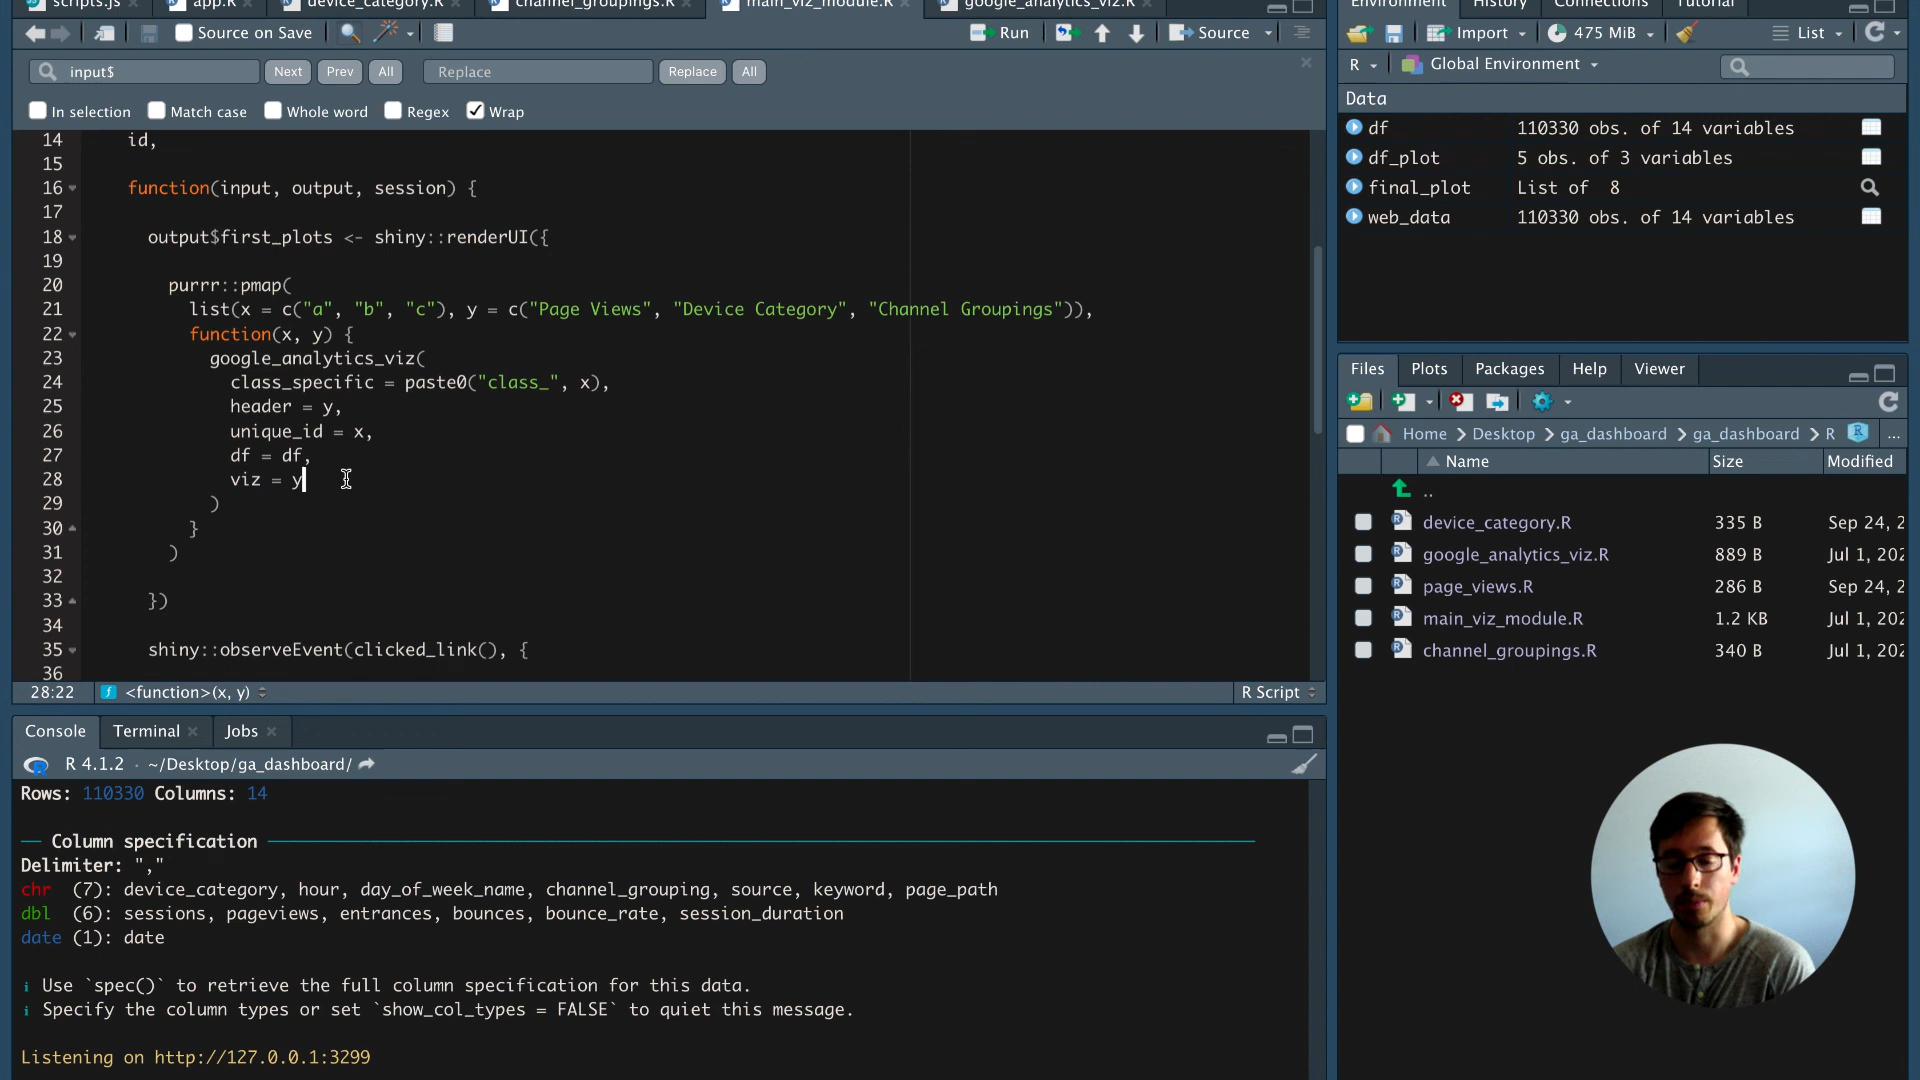 scripts.js app.R device_category.R channel_groupings.R main_viz_module.R google_analytics_viz.R
Source on Save Run Source
input$ Next Prev All Replace Replace All
In selection Match case Whole word Regex Wrap
14 id,
15
16 function(input, output, session) {
17
18 output$first_plots <- shiny::renderUI({
19
20 purrr::pmap(
21 list(x = c("a", "b", "c"), y = c("Page Views", "Device Category", "Channel Groupings")),
22 function(x, y) {
23 google_analytics_viz(
24 class_specific = paste0("class_", x),
25 header = y,
26 unique_id = x,
27 df = df,
28 viz = y
29 )
30 }
31 )
32
33 })
34
35 shiny::observeEvent(clicked_link(), {
36
28:22 <function>(x, y) R Script
Console Terminal Jobs
R 4.1.2 · ~/Desktop/ga_dashboard/
Rows: 110330 Columns: 14
── Column specification ──
Delimiter: ","
chr (7): device_category, hour, day_of_week_name, channel_grouping, source, keyword, page_path
dbl (6): sessions, pageviews, entrances, bounces, bounce_rate, session_duration
date (1): date
i Use `spec()` to retrieve the full column specification for this data.
i Specify the column types or set `show_col_types = FALSE` to quiet this message.
Listening on http://127.0.0.1:3299
Environment History Connections Tutorial
Import 475 MiB List
R Global Environment
Data
df 110330 obs. of 14 variables
df_plot 5 obs. of 3 variables
final_plot List of 8
web_data 110330 obs. of 14 variables
Files Plots Packages Help Viewer
Home > Desktop > ga_dashboard > ga_dashboard > R ...
Name Size Modified
..
device_category.R 335 B Sep 24, 2
google_analytics_viz.R 889 B Jul 1, 202
page_views.R 286 B Sep 24, 2
main_viz_module.R 1.2 KB Jul 1, 202
channel_groupings.R 340 B Jul 1, 202